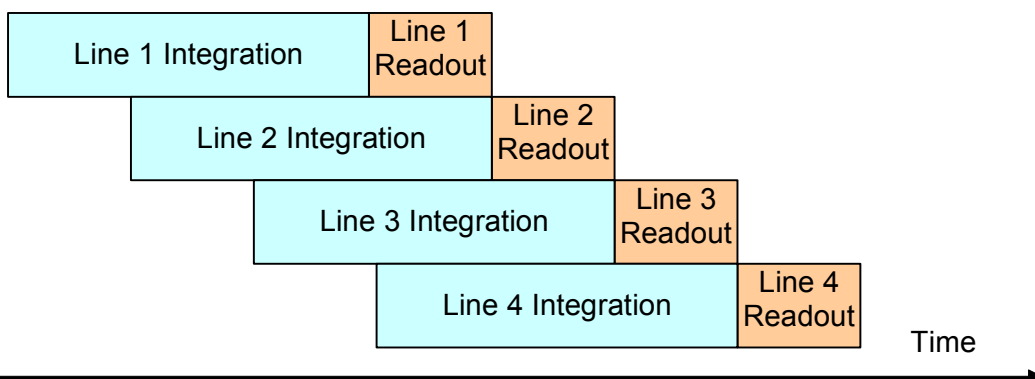 Line 1 Integration
Line 1
Readout
Line 2 Integration
Line 2
Readout
Line 3 Integration
Line 3
Readout
Line 4 Integration
Line 4
Readout
Time